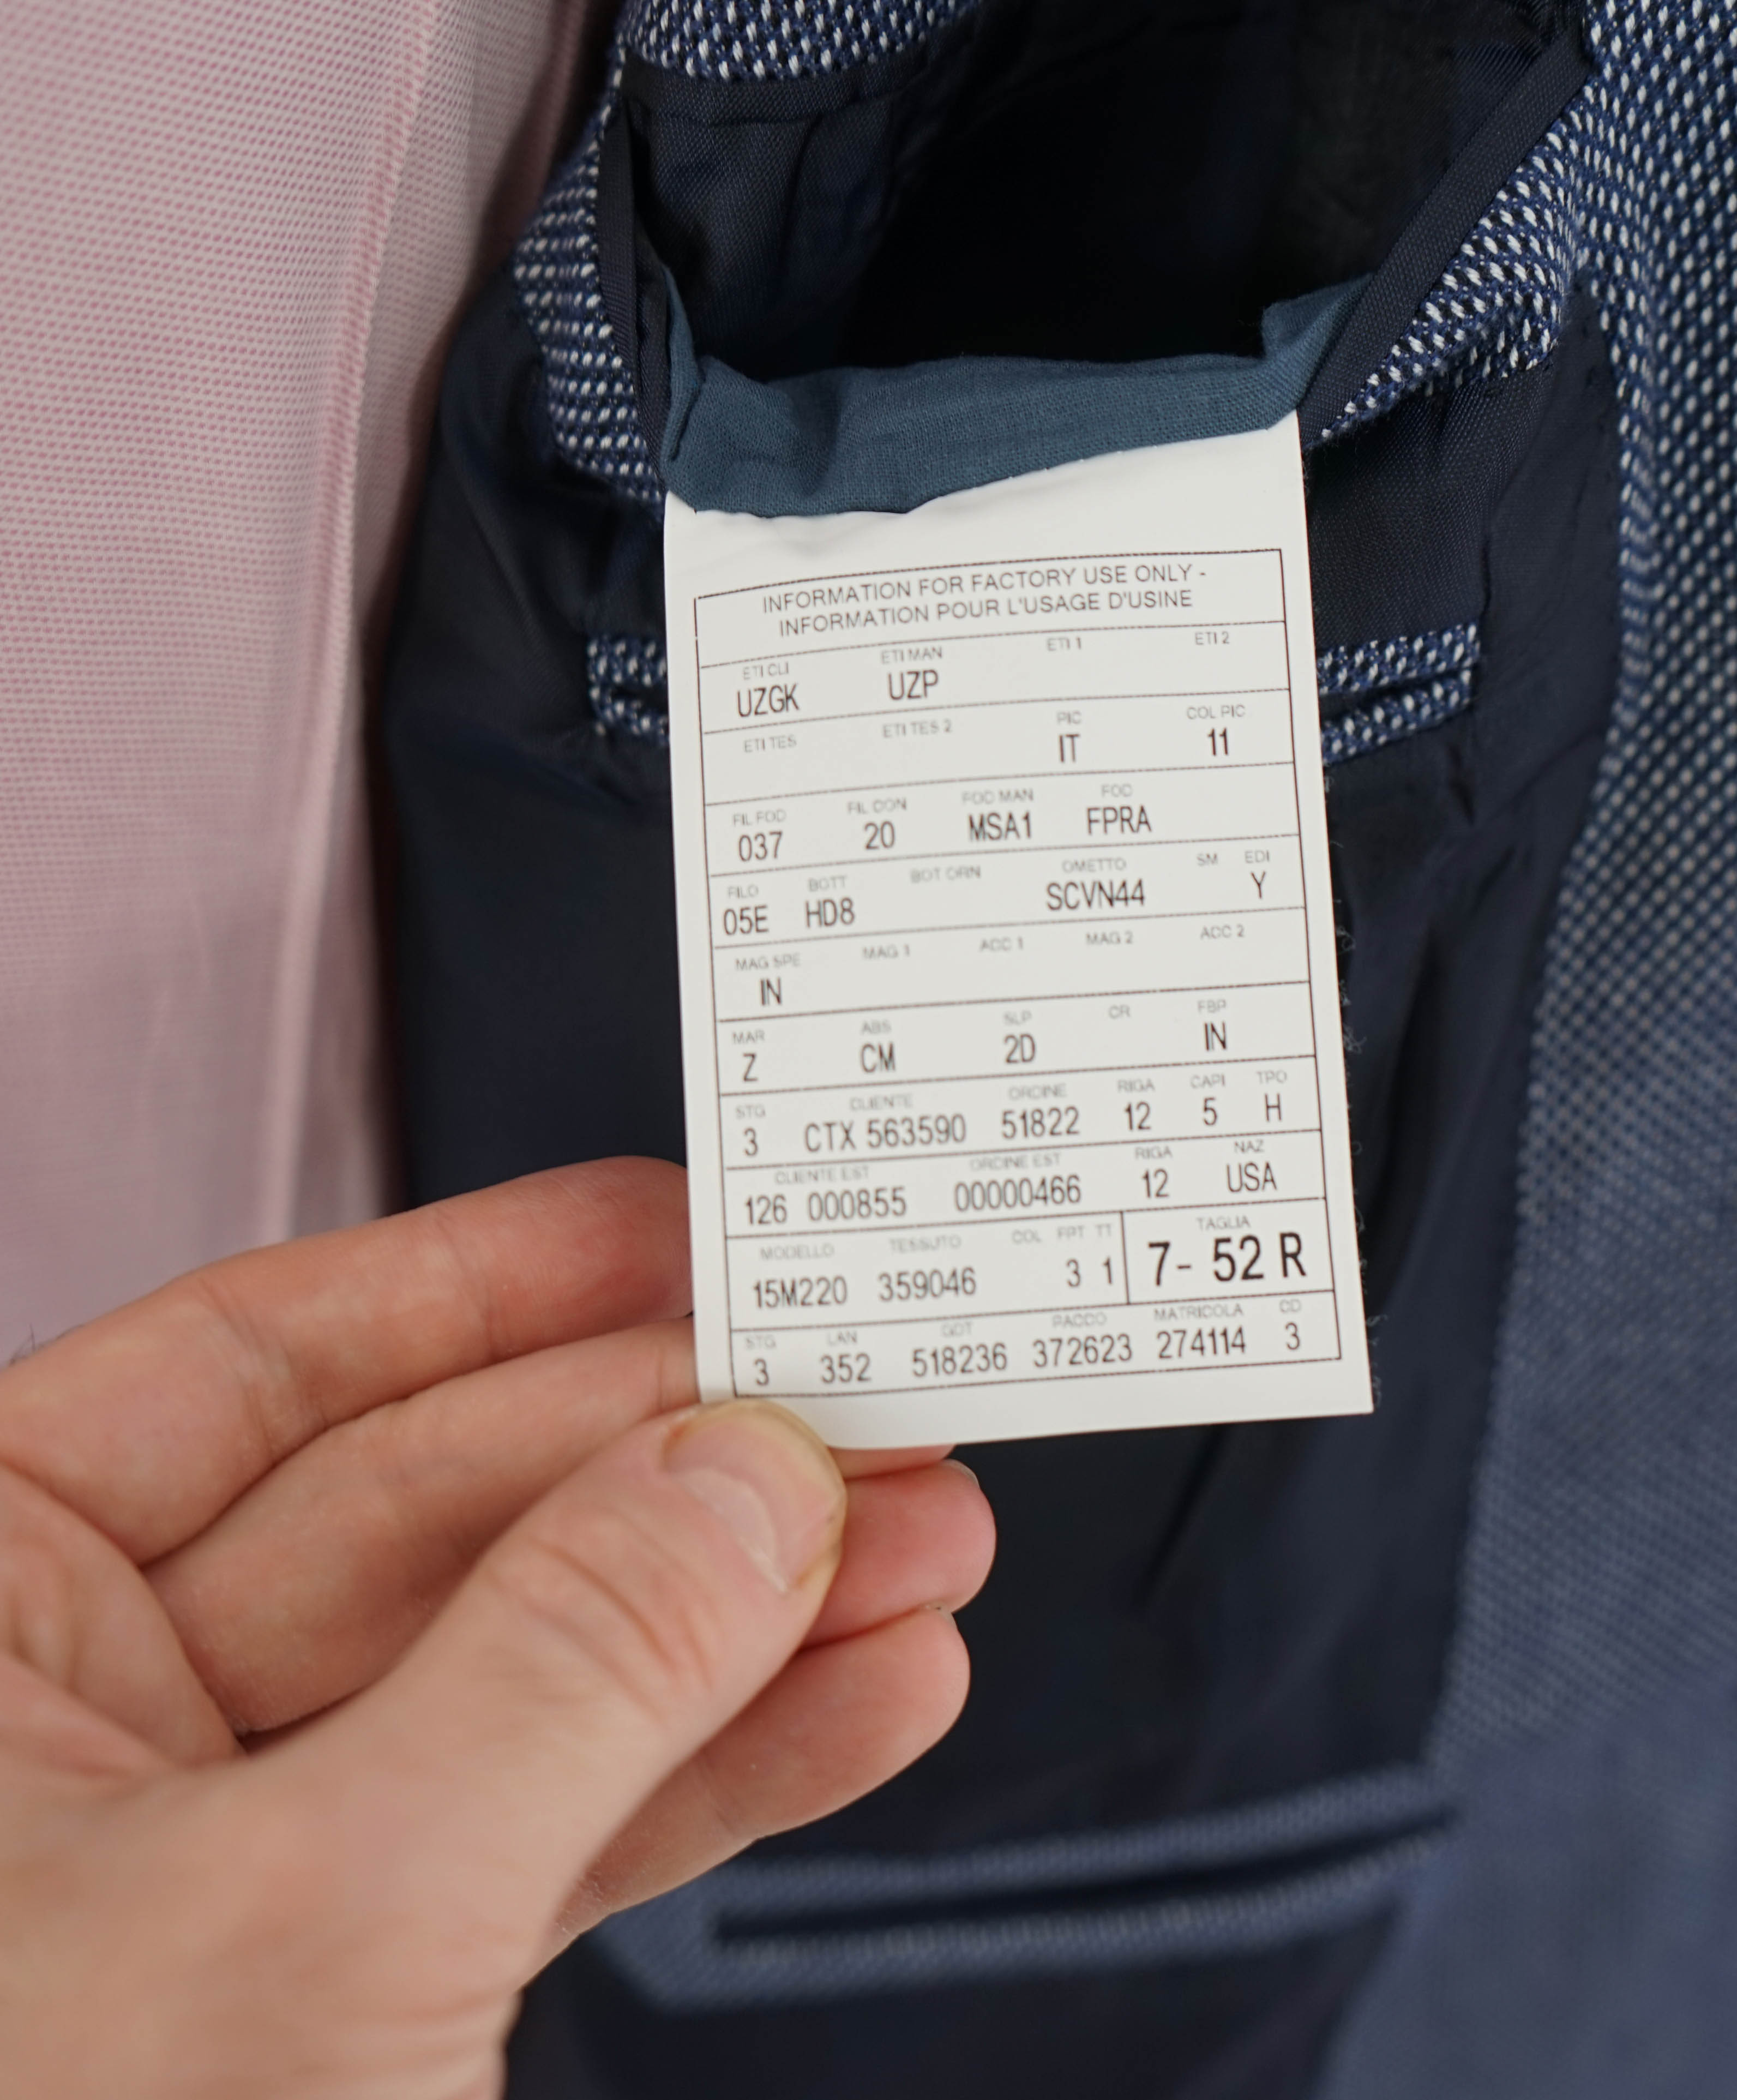 INFORMATION FOR FACTORY USE ONLY -
INFORMATION POUR L'USAGE D'USINE
ETI CLI ETI MAN ETI 1 ETI 2
UZGK UZP
ETI TES ETI TES 2 PIC COL PIC
IT 11
FIL FOD FIL CON FOD MAN FOD
037 20 MSA1 FPRA
FILO BOTT BOT ORN OMETTO SM EDI
05E HD8 SCVN44 Y
MAG SPE MAG 1 ACC 1 MAG 2 ACC 2
IN
MAR ABS SLP CR FBP
Z CM 2D IN
STG CLIENTE ORDINE RIGA CAPI TPO
3 CTX 563590 51822 12 5 H
CLIENTE EST ORDINE EST RIGA NAZ
126 000855 00000466 12 USA
MODELLO TESSUTO COL FPT TT TAGLIA
15M220 359046 3 1 7- 52 R
STG LAN GOT PACCO MATRICOLA CD
3 352 518236 372623 274114 3